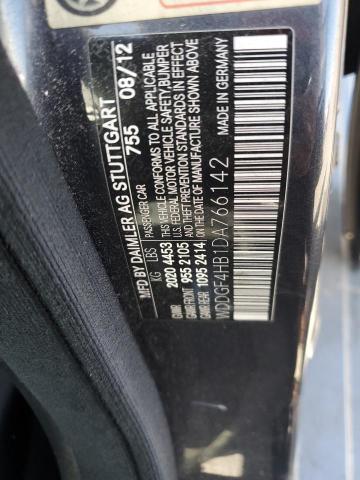 MFD BY DAIMLER AG STUTTGART
755 08/12
PASSENGER CAR
KG LBS
GVWR 2020 4453
GAWR FRONT 955 2105
GAWR REAR 1095 2414
THIS VEHICLE CONFORMS TO ALL APPLICABLE
FEDERAL MOTOR VEHICLE SAFETY, BUMPER, AND
THEFT PREVENTION STANDARDS IN EFFECT
ON THE DATE OF MANUFACTURE SHOWN ABOVE
WDDGF4HB1DA766142
MADE IN GERMANY